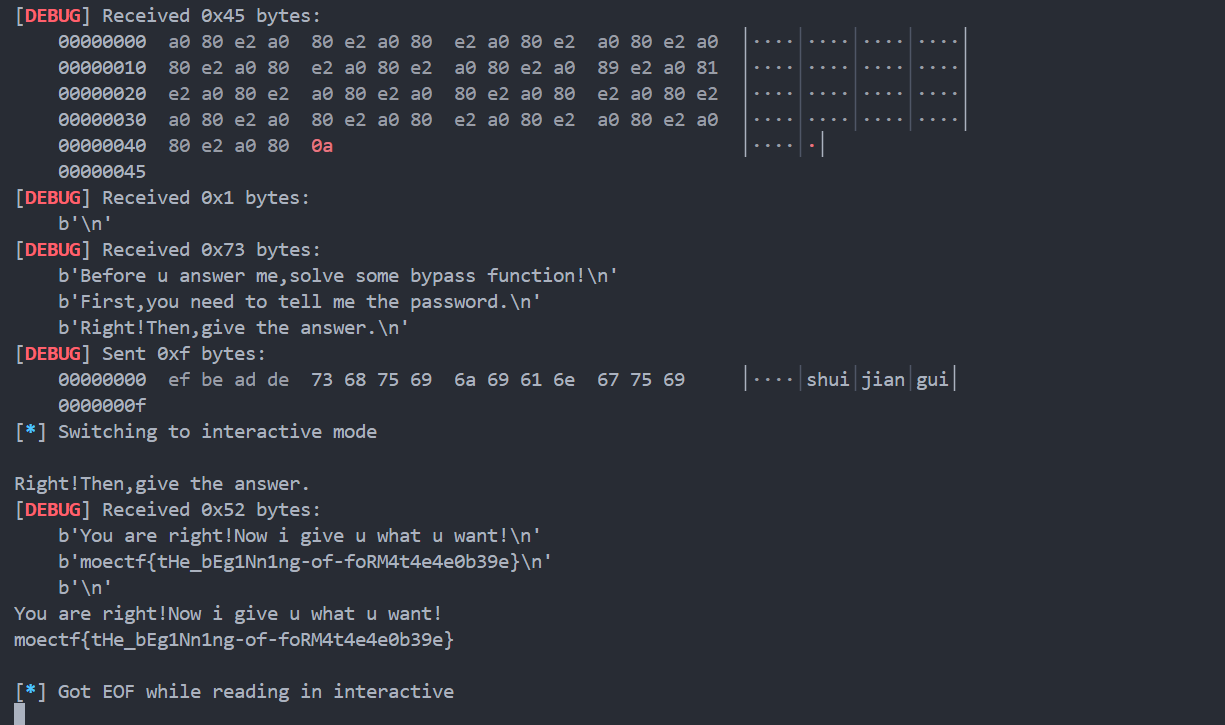 [DEBUG] Received 0x45 bytes:
00000000 a0 80 e2 a0 80 e2 a0 80 e2 a0 80 e2 a0 80 e2 a0 │····│····│····│····│
00000010 80 e2 a0 80 e2 a0 80 e2 a0 80 e2 a0 89 e2 a0 81 │····│····│····│····│
00000020 e2 a0 80 e2 a0 80 e2 a0 80 e2 a0 80 e2 a0 80 e2 │····│····│····│····│
00000030 a0 80 e2 a0 80 e2 a0 80 e2 a0 80 e2 a0 80 e2 a0 │····│····│····│····│
00000040 80 e2 a0 80 0a │····│·│
00000045
[DEBUG] Received 0x1 bytes:
b'\n'
[DEBUG] Received 0x73 bytes:
b'Before u answer me,solve some bypass function!\n'
b'First,you need to tell me the password.\n'
b'Right!Then,give the answer.\n'
[DEBUG] Sent 0xf bytes:
00000000 ef be ad de 73 68 75 69 6a 69 61 6e 67 75 69 │····│shui│jian│gui│
0000000f
[*] Switching to interactive mode
Right!Then,give the answer.
[DEBUG] Received 0x52 bytes:
b'You are right!Now i give u what u want!\n'
b'moectf{tHe_bEg1Nn1ng-of-foRM4t4e4e0b39e}\n'
b'\n'
You are right!Now i give u what u want!
moectf{tHe_bEg1Nn1ng-of-foRM4t4e4e0b39e}
[*] Got EOF while reading in interactive